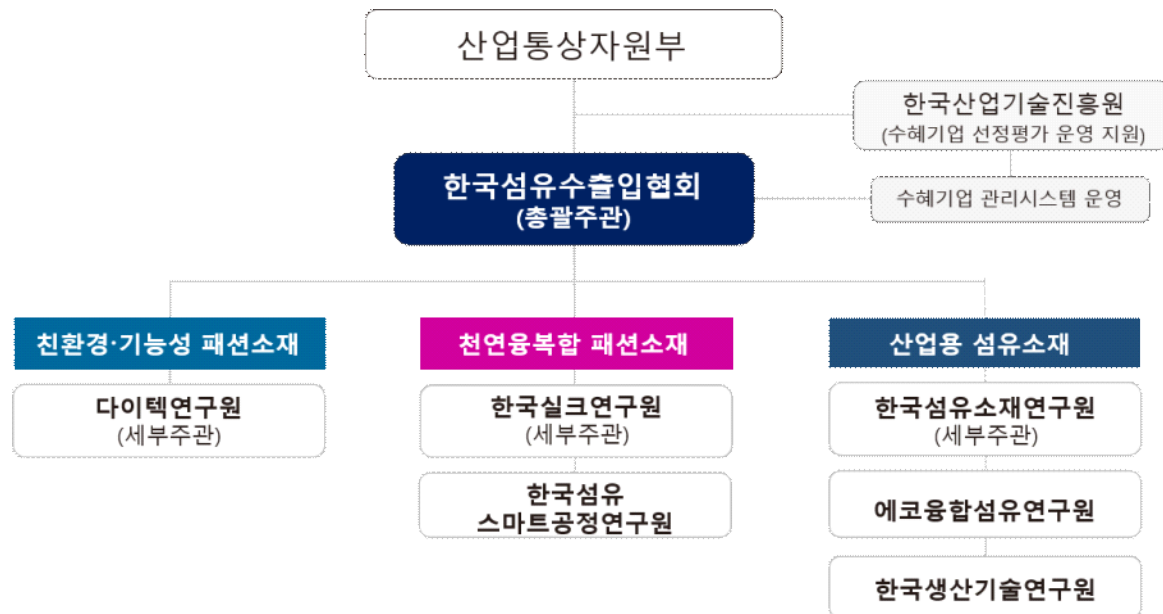 산업통상자원부
한국산업기술진흥원
(수혜기업 선정평가 운영 지원)
한국섬유수출입협회
(총괄주관)
수혜기업 관리시스템 운영
친환경·기능성 패션소재
천연융복합 패션소재
산업용 섬유소재
다이텍연구원
(세부주관)
한국실크연구원
(세부주관)
한국섬유소재연구원
(세부주관)
한국섬유
스마트공정연구원
에코융합섬유연구원
한국생산기술연구원